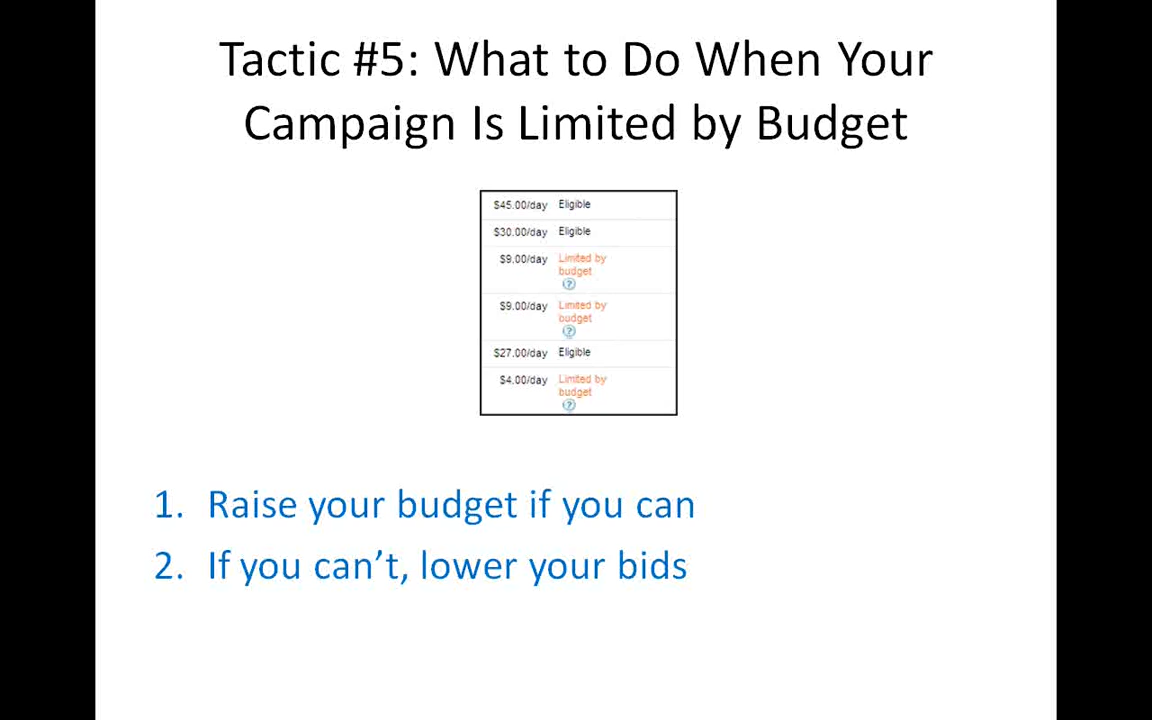 Tactic #5: What to Do When Your
Campaign Is Limited by Budget
$45.00/day Eligible
$30.00/day Eligible
$9.00/day Limited by
budget
?
$9.00/day Limited by
budget
?
$27.00/day Eligible
$4.00/day Limited by
budget
?
1. Raise your budget if you can
2. If you can’t, lower your bids